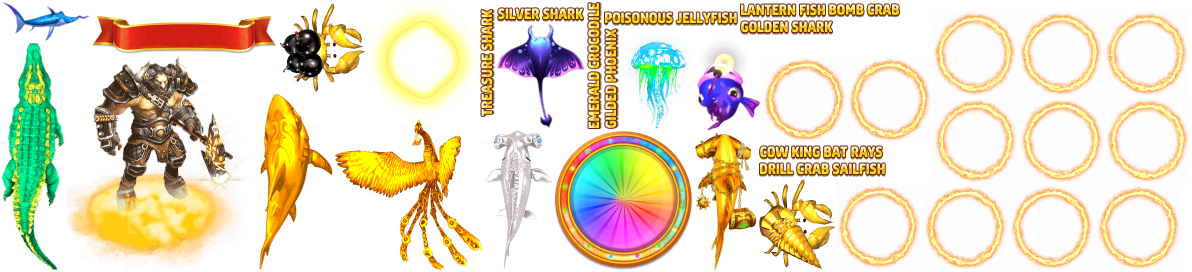 TREASURE SHARK
SILVER SHARK
EMERALD CROCODILE
GILDED PHOENIX
POISONOUS JELLYFISH
LANTERN FISH BOMB CRAB
GOLDEN SHARK
COW KING BAT RAYS
DRILL CRAB SAILFISH